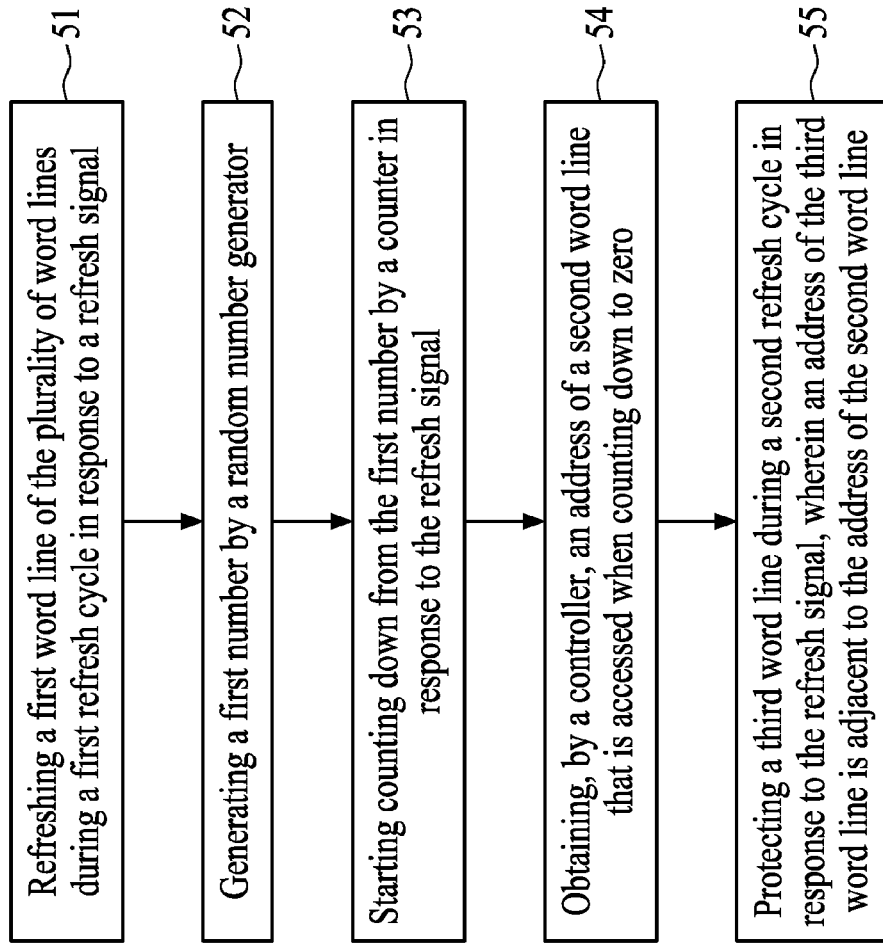 Refreshing a first word line of the plurality of word lines
during a first refresh cycle in response to a refresh signal
51
Generating a first number by a random number generator
52
Starting counting down from the first number by a counter in
response to the refresh signal
53
Obtaining, by a controller, an address of a second word line
that is accessed when counting down to zero
54
Protecting a third word line during a second refresh cycle in
response to the refresh signal, wherein an address of the third
word line is adjacent to the address of the second word line
55